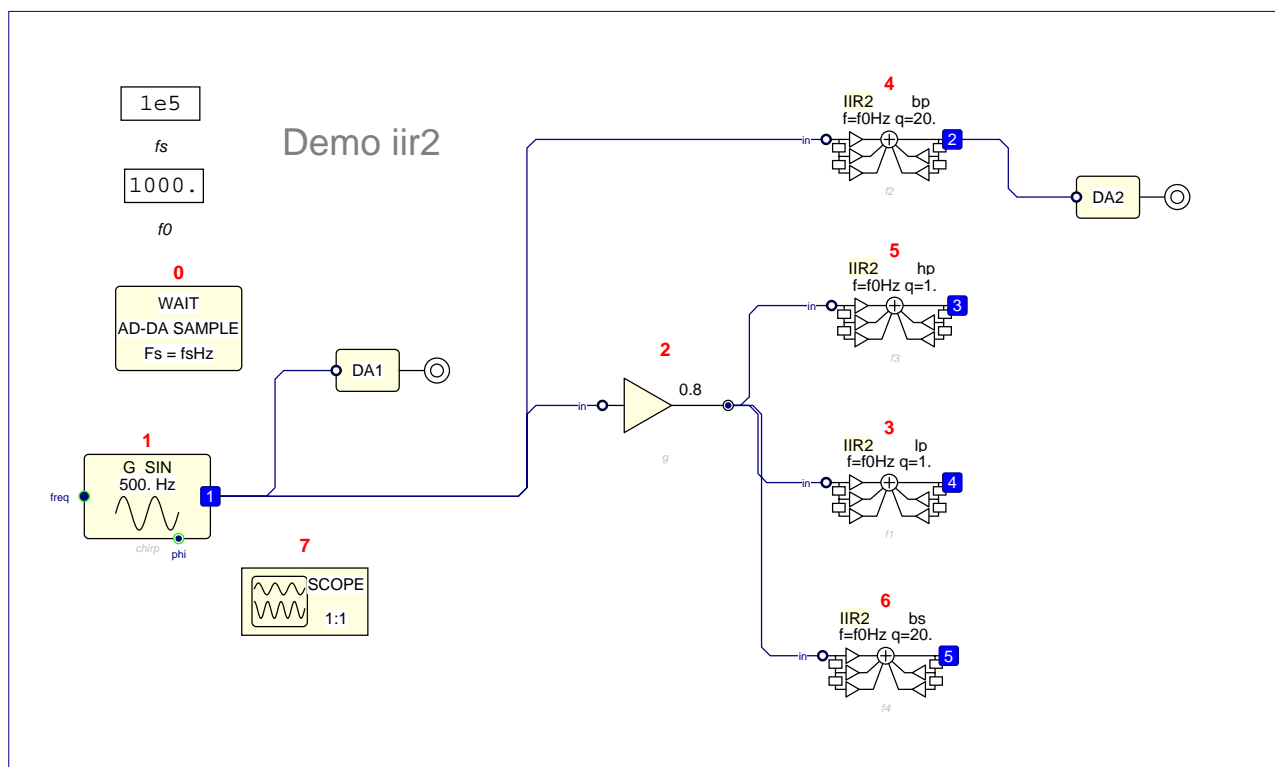 1e5
fs
1000.
f0
Demo iir2
0
WAIT
AD-DA SAMPLE
Fs = fsHz
DA1
1
G SIN
500. Hz
freq
1
chirp
phi
7
SCOPE
1:1
2
in
0.8
g
4
IIR2 bp
f=f0Hz q=20.
in
2
f2
DA2
5
IIR2 hp
f=f0Hz q=1.
in
3
f3
3
IIR2 lp
f=f0Hz q=1.
in
4
f1
6
IIR2 bs
f=f0Hz q=20.
in
5
f4